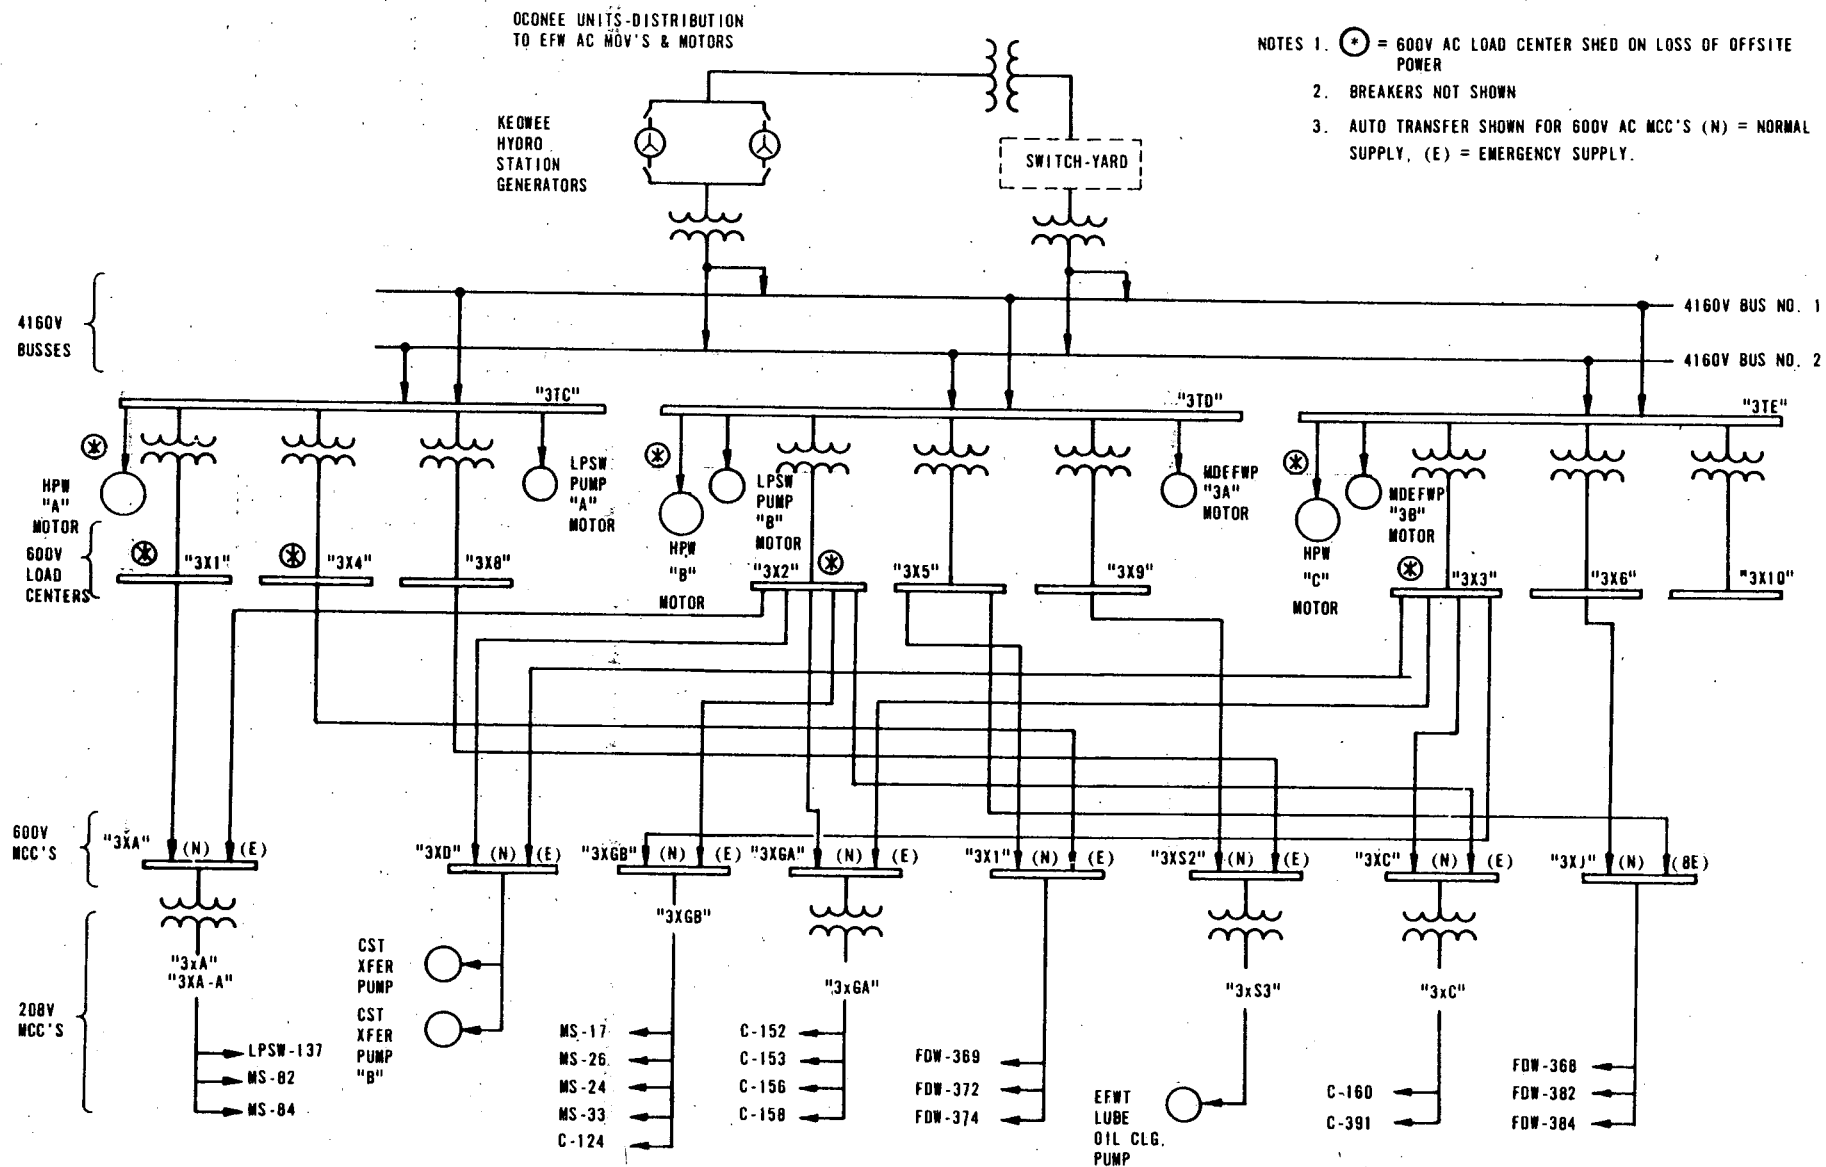 OCONEE UNITS-DISTRIBUTION
TO EFW AC MOV'S & MOTORS
NOTES 1. (*) = 600V AC LOAD CENTER SHED ON LOSS OF OFFSITE
POWER
2. BREAKERS NOT SHOWN
3. AUTO TRANSFER SHOWN FOR 600V AC MCC'S (N) = NORMAL
SUPPLY, (E) = EMERGENCY SUPPLY.
KEOWEE
HYDRO
STATION
GENERATORS
SWITCH-YARD
4160V
BUSSES
4160V BUS NO. 1
4160V BUS NO. 2
"3TC"
"3TD"
"3TE"
*
HPW
"A"
MOTOR
*
LPSW
PUMP
"A"
MOTOR
*
HPW
"B"
MOTOR
LPSW
PUMP
"B"
MOTOR
MDEFWP
"3A"
MOTOR
*
HPW
"C"
MOTOR
MDEFWP
"3B"
MOTOR
600V
LOAD
CENTERS
* "3X1"
* "3X4"
"3X8"
"3X2" *
"3X5"
"3X9"
* "3X3"
"3X6"
"3X10"
600V
MCC'S
"3XA" (N) (E)
"3XD" (N) (E)
"3XGB" (N) (E)
"3XGA" (N) (E)
"3X1" (N) (E)
"3XS2" (N) (E)
"3XC" (N) (E)
"3XJ" (N) (8E)
208V
MCC'S
"3xA"
"3XA-A"
LPSW-137
MS-82
MS-84
CST
XFER
PUMP
CST
XFER
PUMP
"B"
"3XGB"
MS-17
MS-26
MS-24
MS-33
C-124
"3xGA"
C-152
C-153
C-156
C-158
FDW-369
FDW-372
FDW-374
"3xS3"
EFWT
LUBE
OIL CLG.
PUMP
"3xC"
C-160
C-391
FDW-368
FDW-382
FDW-384